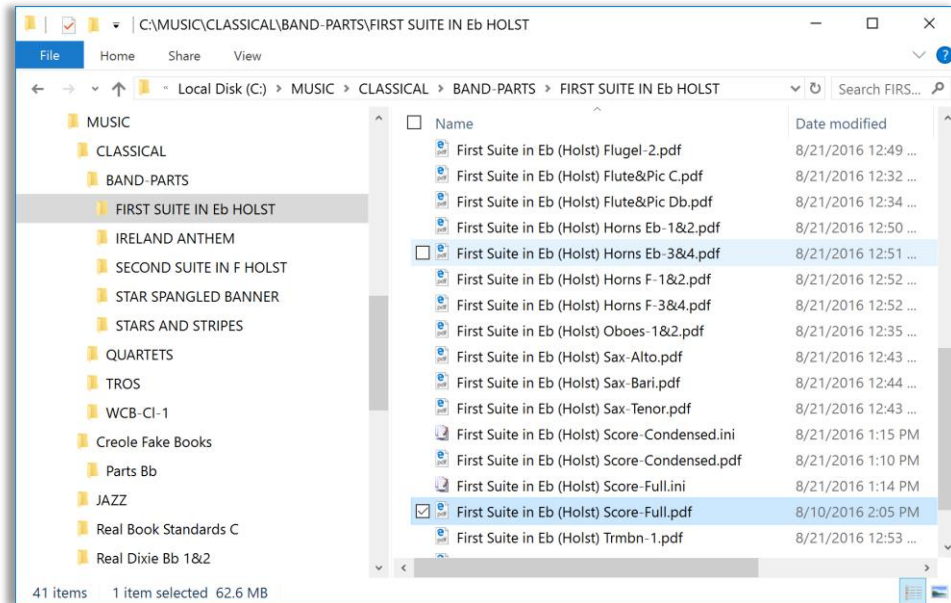 C:\MUSIC\CLASSICAL\BAND-PARTS\FIRST SUITE IN Eb HOLST
File Home Share View
« Local Disk (C:) > MUSIC > CLASSICAL > BAND-PARTS > FIRST SUITE IN Eb HOLST Search FIRS...
MUSIC
CLASSICAL
BAND-PARTS
FIRST SUITE IN Eb HOLST
IRELAND ANTHEM
SECOND SUITE IN F HOLST
STAR SPANGLED BANNER
STARS AND STRIPES
QUARTETS
TROS
WCB-Cl-1
Creole Fake Books
Parts Bb
JAZZ
Real Book Standards C
Real Dixie Bb 1&2
Name Date modified
First Suite in Eb (Holst) Flugel-2.pdf 8/21/2016 12:49 ...
First Suite in Eb (Holst) Flute&Pic C.pdf 8/21/2016 12:32 ...
First Suite in Eb (Holst) Flute&Pic Db.pdf 8/21/2016 12:34 ...
First Suite in Eb (Holst) Horns Eb-1&2.pdf 8/21/2016 12:50 ...
First Suite in Eb (Holst) Horns Eb-3&4.pdf 8/21/2016 12:51 ...
First Suite in Eb (Holst) Horns F-1&2.pdf 8/21/2016 12:52 ...
First Suite in Eb (Holst) Horns F-3&4.pdf 8/21/2016 12:52 ...
First Suite in Eb (Holst) Oboes-1&2.pdf 8/21/2016 12:35 ...
First Suite in Eb (Holst) Sax-Alto.pdf 8/21/2016 12:43 ...
First Suite in Eb (Holst) Sax-Bari.pdf 8/21/2016 12:44 ...
First Suite in Eb (Holst) Sax-Tenor.pdf 8/21/2016 12:43 ...
First Suite in Eb (Holst) Score-Condensed.ini 8/21/2016 1:15 PM
First Suite in Eb (Holst) Score-Condensed.pdf 8/21/2016 1:10 PM
First Suite in Eb (Holst) Score-Full.ini 8/21/2016 1:14 PM
First Suite in Eb (Holst) Score-Full.pdf 8/10/2016 2:05 PM
First Suite in Eb (Holst) Trmbn-1.pdf 8/21/2016 12:53 ...
41 items 1 item selected 62.6 MB